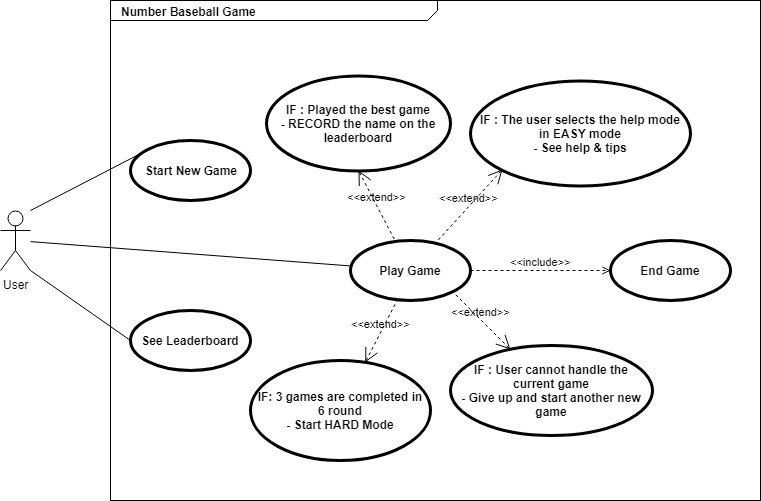 Number Baseball Game
IF : Played the best game
- RECORD the name on the
leaderboard
IF : The user selects the help mode
in EASY mode
- See help & tips
Start New Game
<<extend>>
<<extend>>
User
Play Game
<<include>>
End Game
<<extend>>
<<extend>>
See Leaderboard
IF: 3 games are completed in
6 round
- Start HARD Mode
IF : User cannot handle the
current game
- Give up and start another new
game